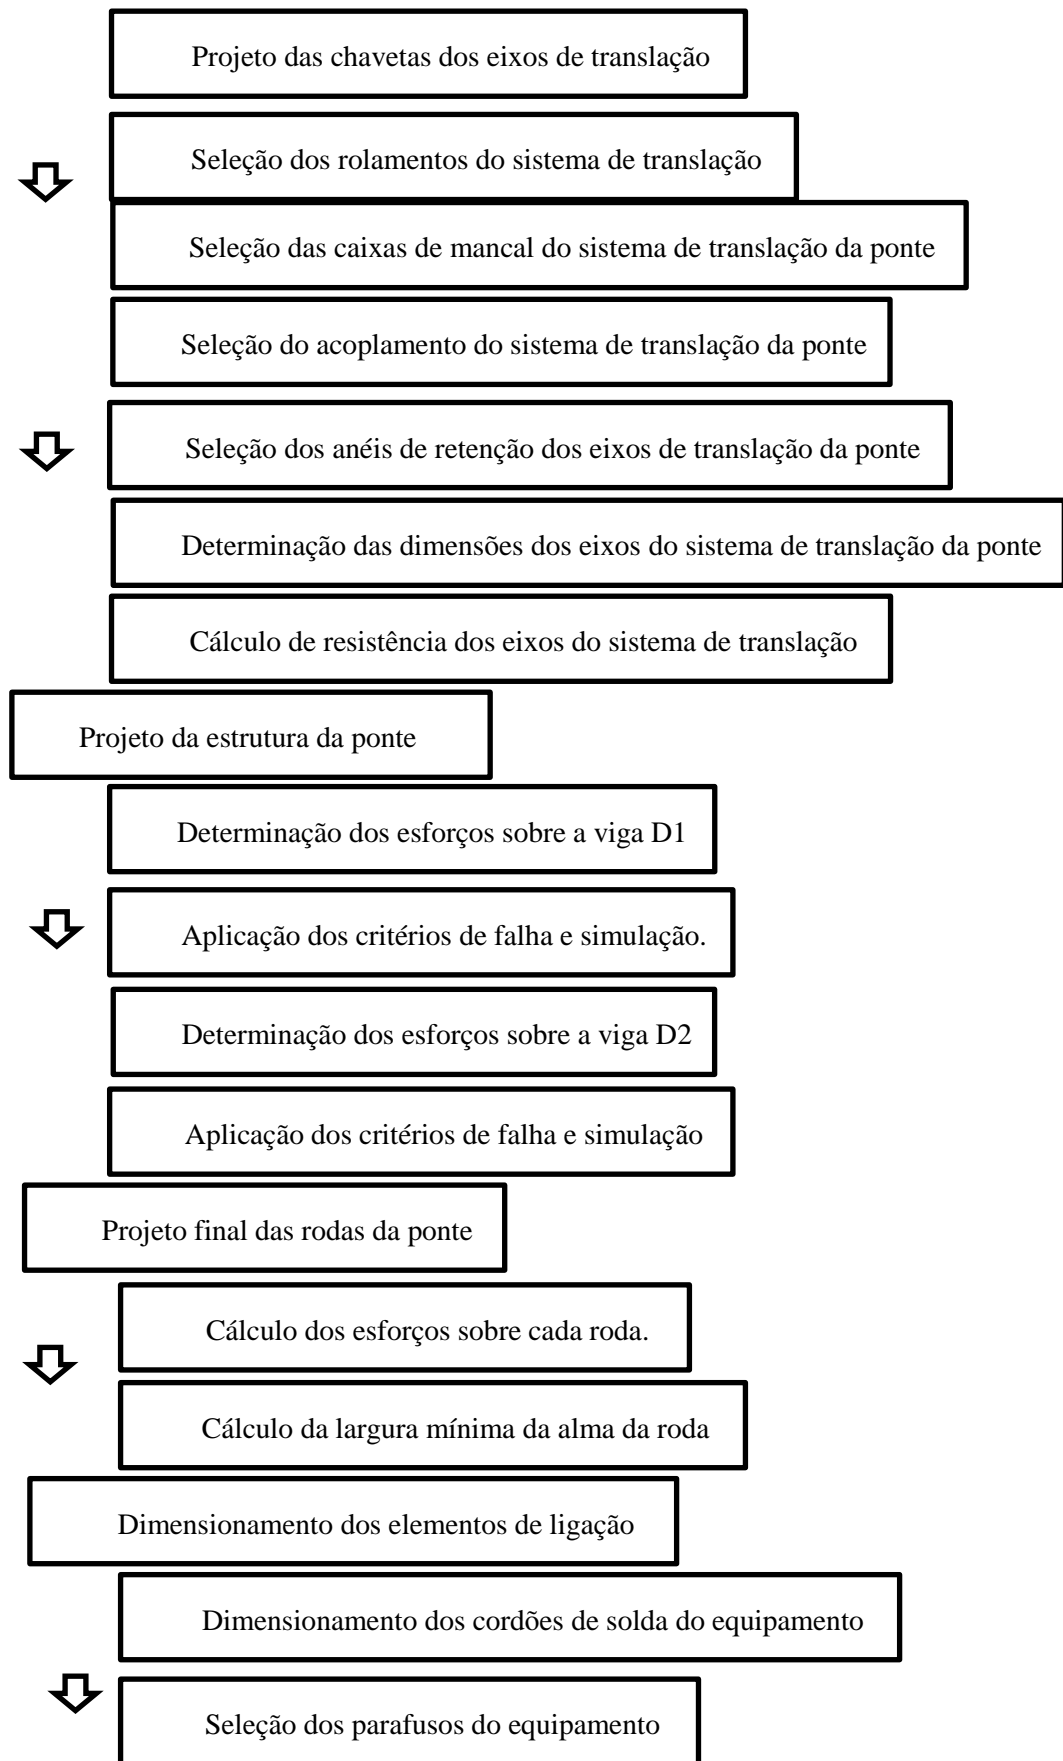 Projeto das chavetas dos eixos de translação
Seleção dos rolamentos do sistema de translação
Seleção das caixas de mancal do sistema de translação da ponte
Seleção do acoplamento do sistema de translação da ponte
Seleção dos anéis de retenção dos eixos de translação da ponte
Determinação das dimensões dos eixos do sistema de translação da ponte
Cálculo de resistência dos eixos do sistema de translação
Projeto da estrutura da ponte
Determinação dos esforços sobre a viga D1
Aplicação dos critérios de falha e simulação.
Determinação dos esforços sobre a viga D2
Aplicação dos critérios de falha e simulação
Projeto final das rodas da ponte
Cálculo dos esforços sobre cada roda.
Cálculo da largura mínima da alma da roda
Dimensionamento dos elementos de ligação
Dimensionamento dos cordões de solda do equipamento
Seleção dos parafusos do equipamento